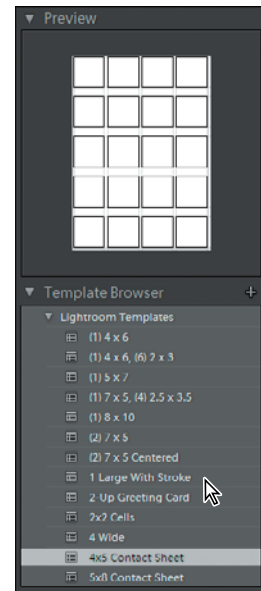 Preview
Template Browser +
Lightroom Templates
(1) 4 x 6
(1) 4 x 6, (6) 2 x 3
(1) 5 x 7
(1) 7 x 5, (4) 2.5 x 3.5
(1) 8 x 10
(2) 7 x 5
(2) 7 x 5 Centered
1 Large With Stroke
2-Up Greeting Card
2x2 Cells
4 Wide
4x5 Contact Sheet
5x8 Contact Sheet